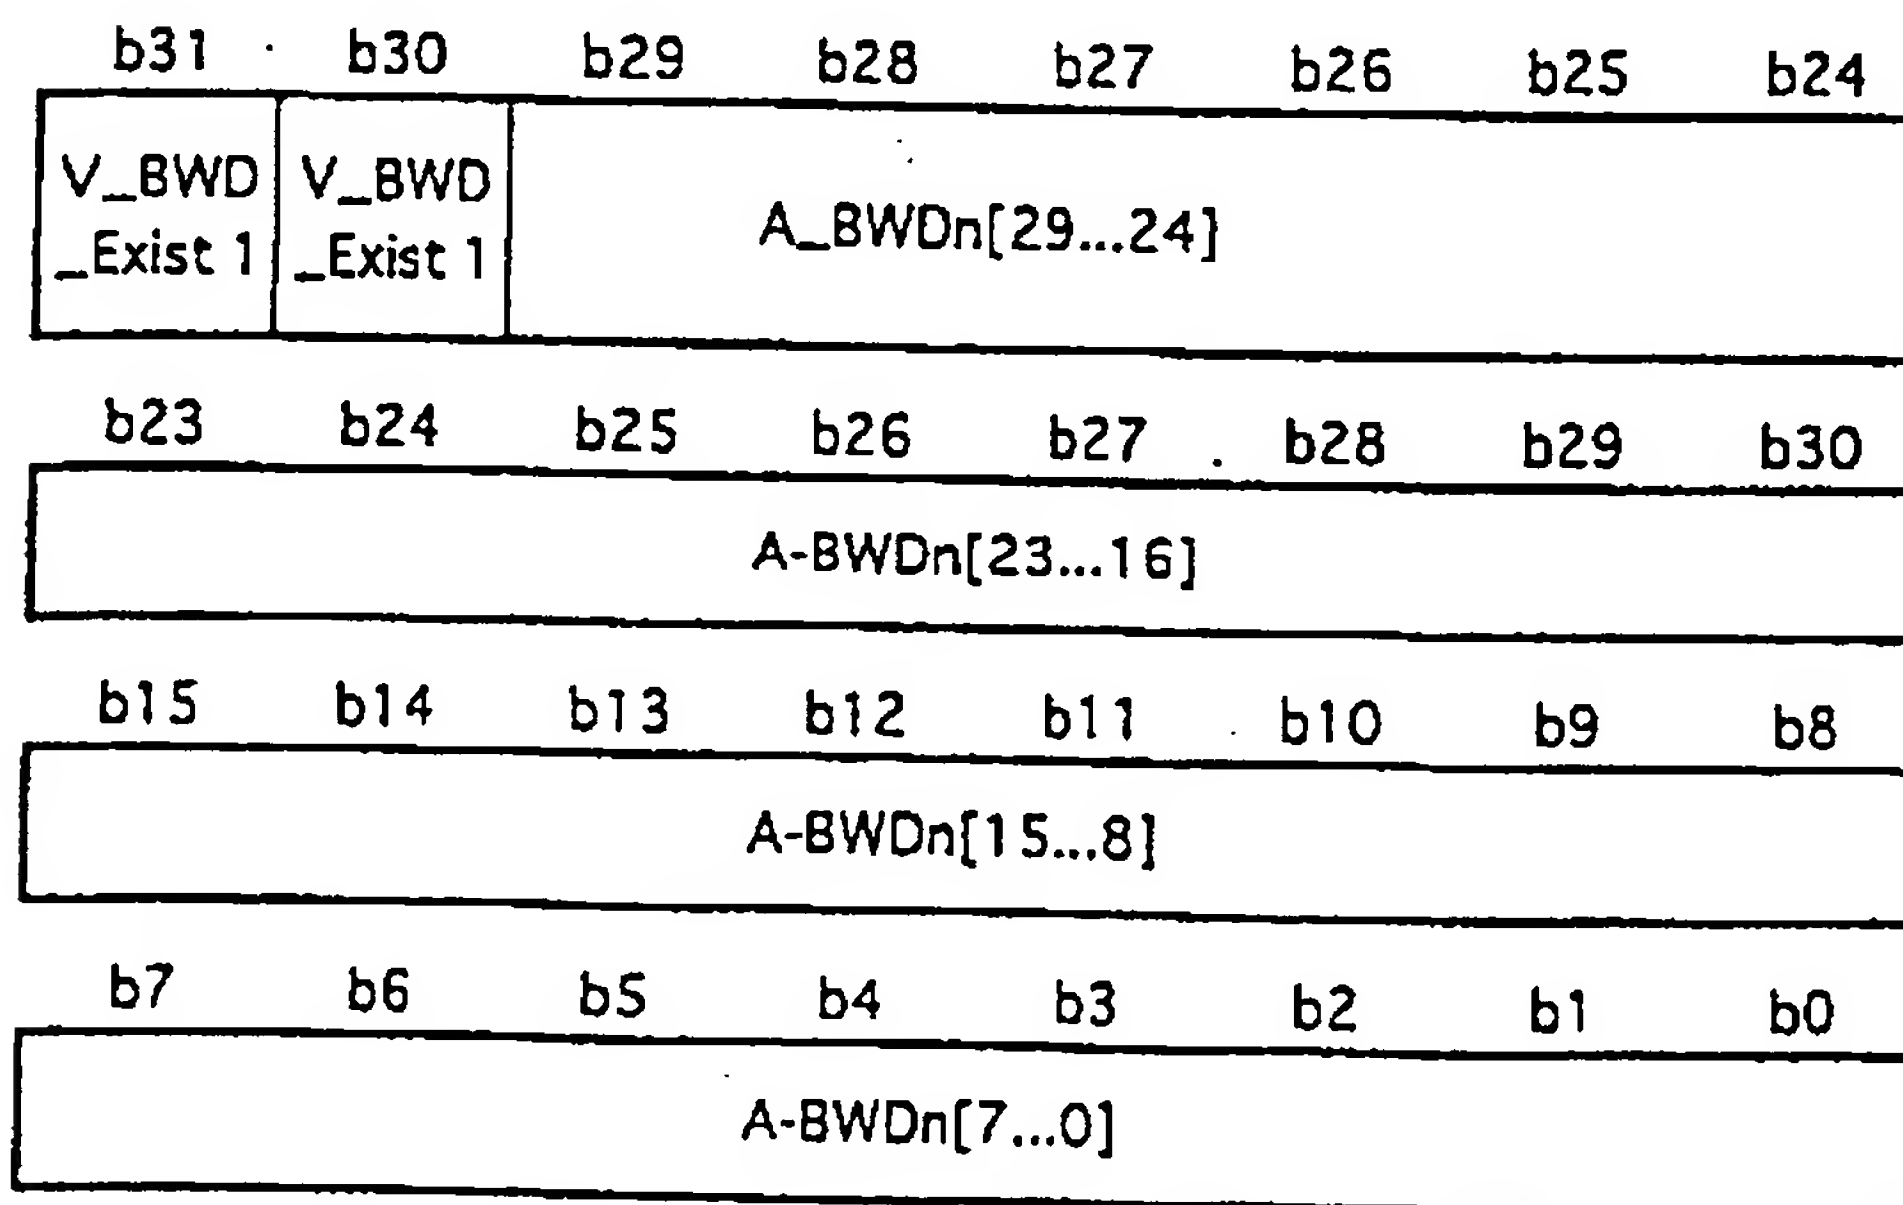 b31 b30 b29 b28 b27 b26 b25 b24
V_BWD V_BWD
_Exist 1 _Exist 1
A_BWDn[29...24]
b23 b24 b25 b26 b27 b28 b29 b30
A-BWDn[23...16]
b15 b14 b13 b12 b11 b10 b9 b8
A-BWDn[15...8]
b7 b6 b5 b4 b3 b2 b1 b0
A-BWDn[7...0]